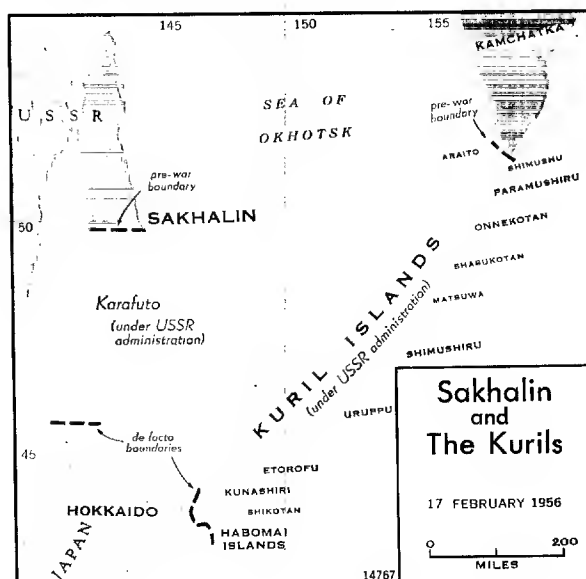 145
150
155
KAMCHATKA
SEA OF
OKHOTSK
U S S R
pre-war
boundary
ARAITO
SHIMUSHU
PARAMUSHIRU
pre-war
boundary
SAKHALIN
50
ONNEKOTAN
SHASUKOTAN
MATSUWA
Karafuto
(under USSR
administration)
KURIL ISLANDS
(under USSR administration)
SHIMUSHIRU
URUPPU
45
de facto
boundaries
ETOROFU
KUNASHIRI
SHIKOTAN
HOKKAIDO
HABOMAI
ISLANDS
JAPAN
14767
Sakhalin
and
The Kurils
17 FEBRUARY 1956
0 200
MILES